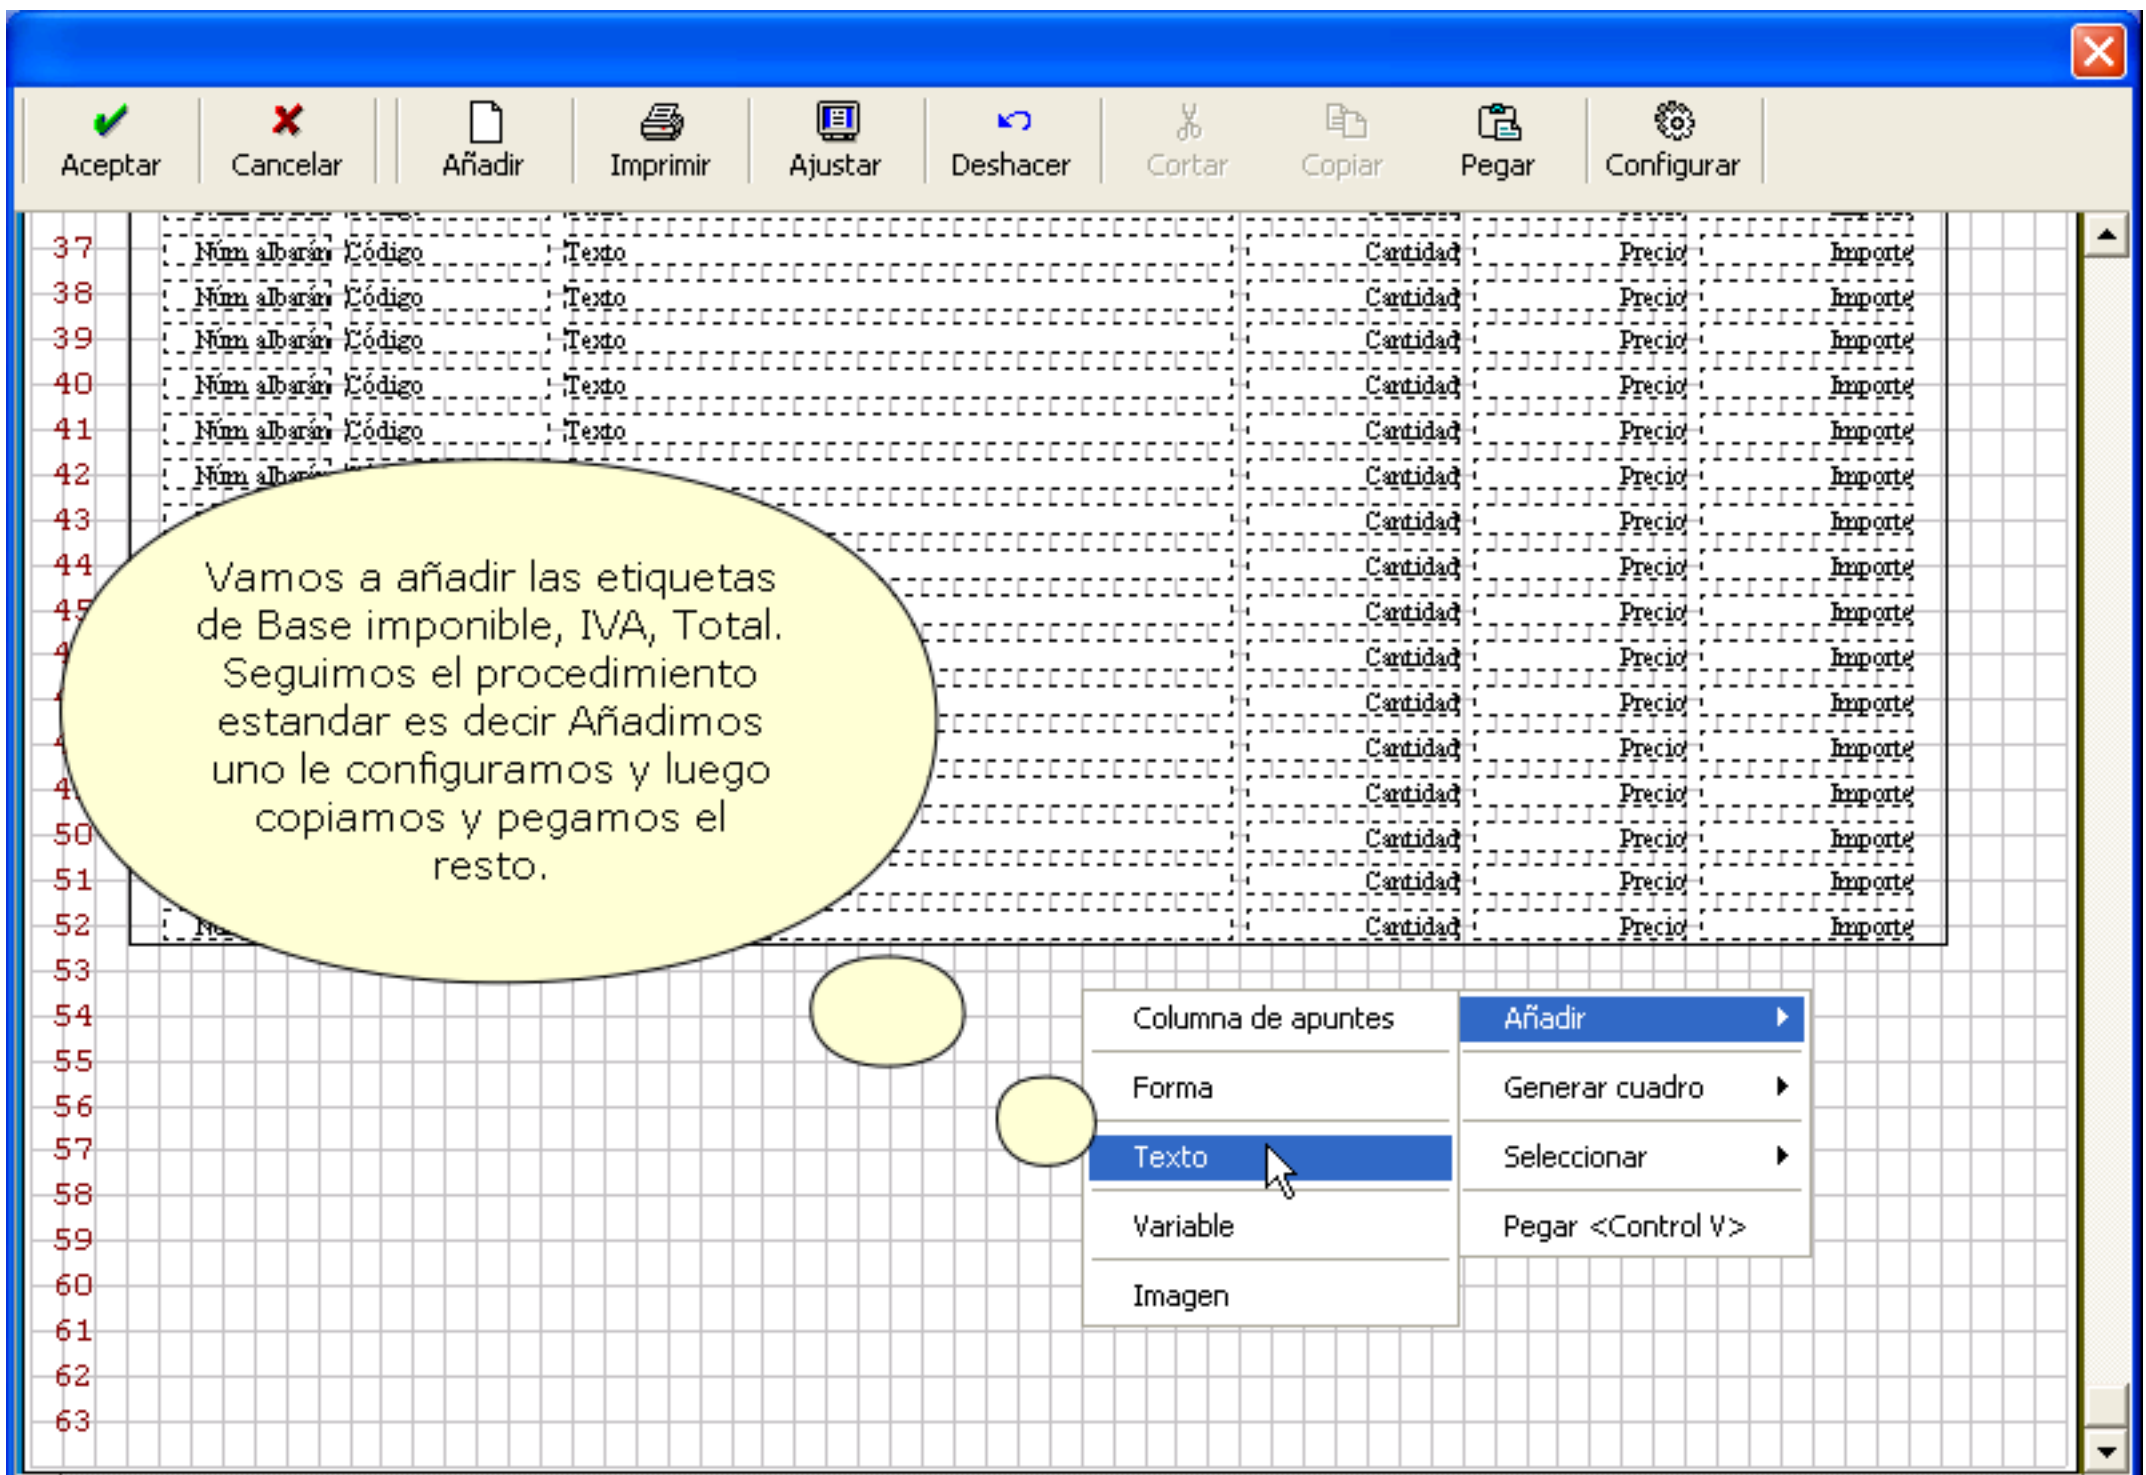 Aceptar Cancelar Añadir Imprimir Ajustar Deshacer Cortar Copiar Pegar Configurar
37 Núm albarán Código Texto Cantidad Precio Importe
38 Núm albarán Código Texto Cantidad Precio Importe
39 Núm albarán Código Texto Cantidad Precio Importe
40 Núm albarán Código Texto Cantidad Precio Importe
41 Núm albarán Código Texto Cantidad Precio Importe
42 Núm albarán Cantidad Precio Importe
43 Cantidad Precio Importe
44 Cantidad Precio Importe
45 Cantidad Precio Importe
Cantidad Precio Importe
Cantidad Precio Importe
Cantidad Precio Importe
Cantidad Precio Importe
50 Cantidad Precio Importe
51 Cantidad Precio Importe
52 Cantidad Precio Importe
53
54
55
56
57
58
59
60
61
62
63
Vamos a añadir las etiquetas
de Base imponible, IVA, Total.
Seguimos el procedimiento
estandar es decir Añadimos
uno le configuramos y luego
copiamos y pegamos el
resto.
Columna de apuntes
Forma
Texto
Variable
Imagen
Añadir
Generar cuadro
Seleccionar
Pegar <Control V>